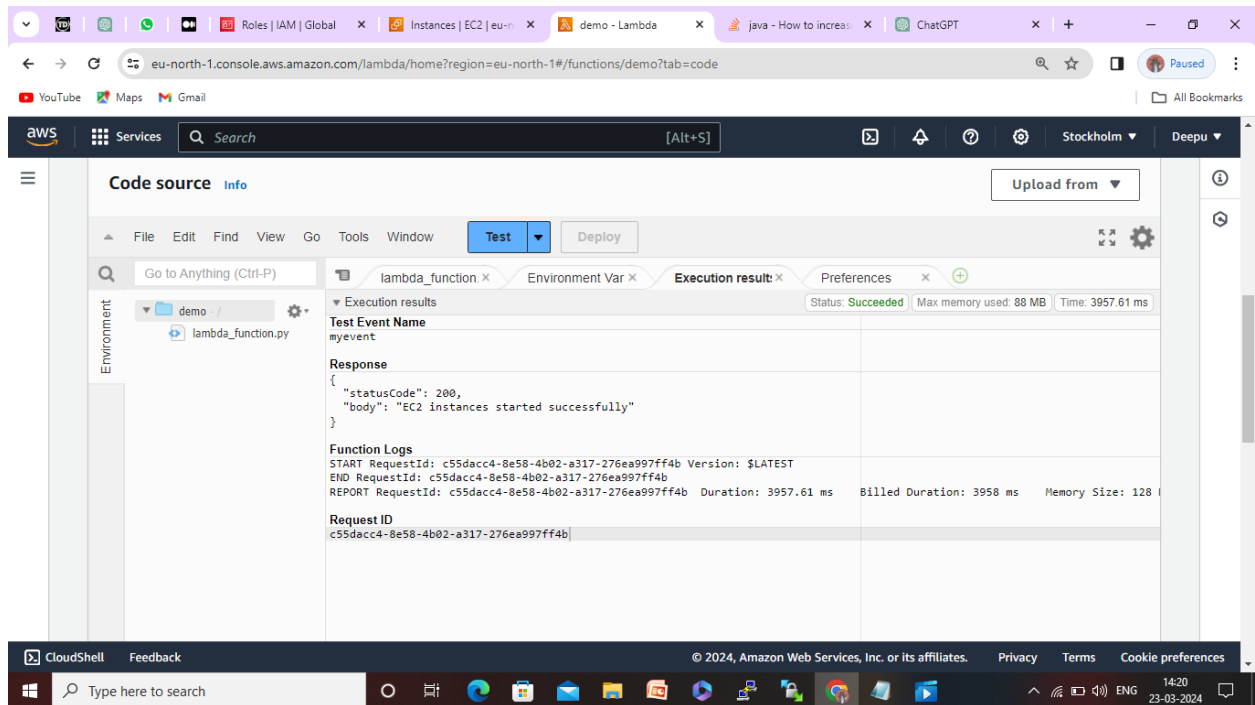 Roles | IAM | Global
Instances | EC2 | eu-n
demo - Lambda
java - How to increas
ChatGPT
eu-north-1.console.aws.amazon.com/lambda/home?region=eu-north-1#/functions/demo?tab=code
Paused
YouTube
Maps
Gmail
All Bookmarks
aws
Services
Search
[Alt+S]
Stockholm
Deepu
Code source Info
Upload from
File Edit Find View Go Tools Window
Test
Deploy
Go to Anything (Ctrl-P)
lambda_function
Environment Var
Execution results
Preferences
Environment
demo - /
lambda_function.py
Execution results
Status: Succeeded
Max memory used: 88 MB
Time: 3957.61 ms
Test Event Name
myevent
Response
{
"statusCode": 200,
"body": "EC2 instances started successfully"
}
Function Logs
START RequestId: c55dacc4-8e58-4b02-a317-276ea997ff4b Version: $LATEST
END RequestId: c55dacc4-8e58-4b02-a317-276ea997ff4b
REPORT RequestId: c55dacc4-8e58-4b02-a317-276ea997ff4b Duration: 3957.61 ms Billed Duration: 3958 ms Memory Size: 128
Request ID
c55dacc4-8e58-4b02-a317-276ea997ff4b
CloudShell
Feedback
© 2024, Amazon Web Services, Inc. or its affiliates.
Privacy
Terms
Cookie preferences
Type here to search
ENG
14:20
23-03-2024